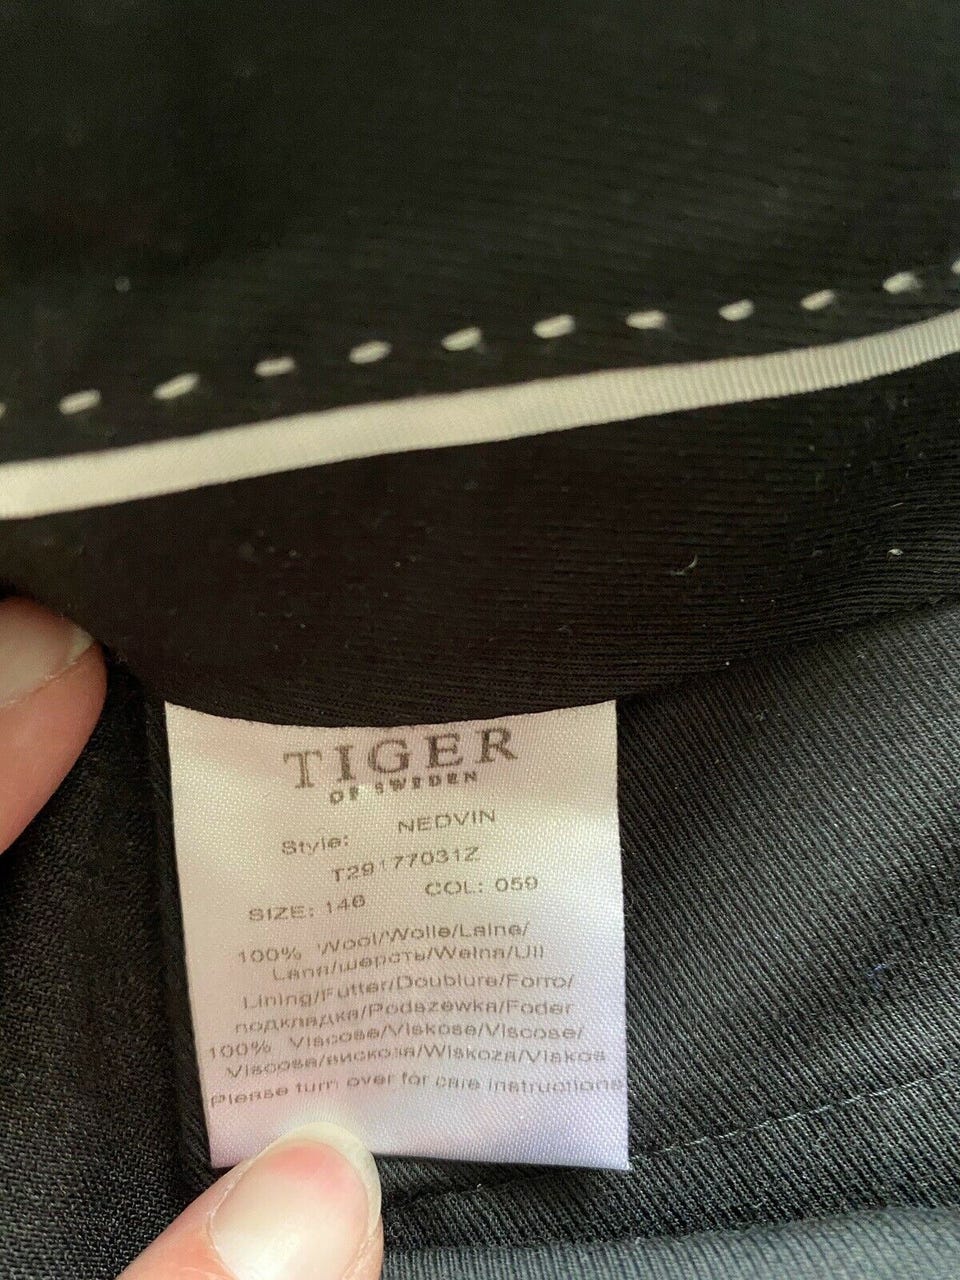 TIGER
OF SWEDEN
Style: NEDVIN
T29177031Z
SIZE: 146 COL: 059
100% Wool/Wolle/Laine/
Lana/шерсть/Wełna/Ull
Lining/Futter/Doublure/Forro/
подкладка/Podszewka/Foder
100% Viscose/Viskose/Viscose/
Viscosa/вискоза/Wiskoza/Viskos
Please turn over for care instructions